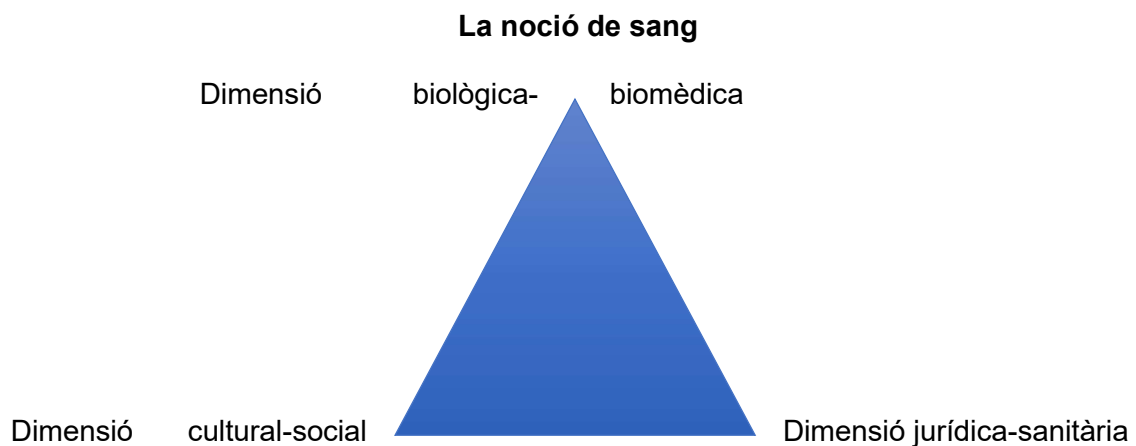 La noció de sang
Dimensió biològica- biomèdica
Dimensió cultural-social
Dimensió jurídica-sanitària